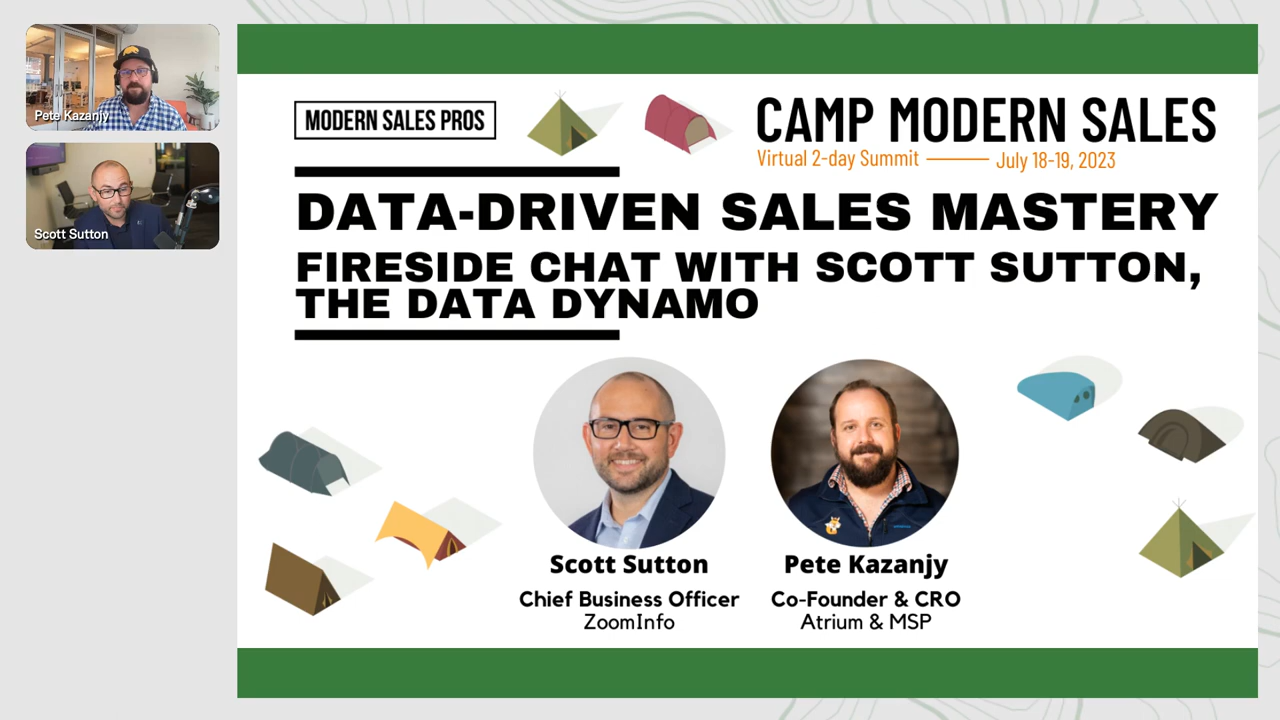 Pete Kazanjy
Scott Sutton
MODERN SALES PROS
CAMP MODERN SALES
Virtual 2-day Summit
July 18-19, 2023
DATA-DRIVEN SALES MASTERY
FIRESIDE CHAT WITH SCOTT SUTTON,
THE DATA DYNAMO
Scott Sutton
Chief Business Officer
ZoomInfo
Pete Kazanjy
Co-Founder & CRO
Atrium & MSP